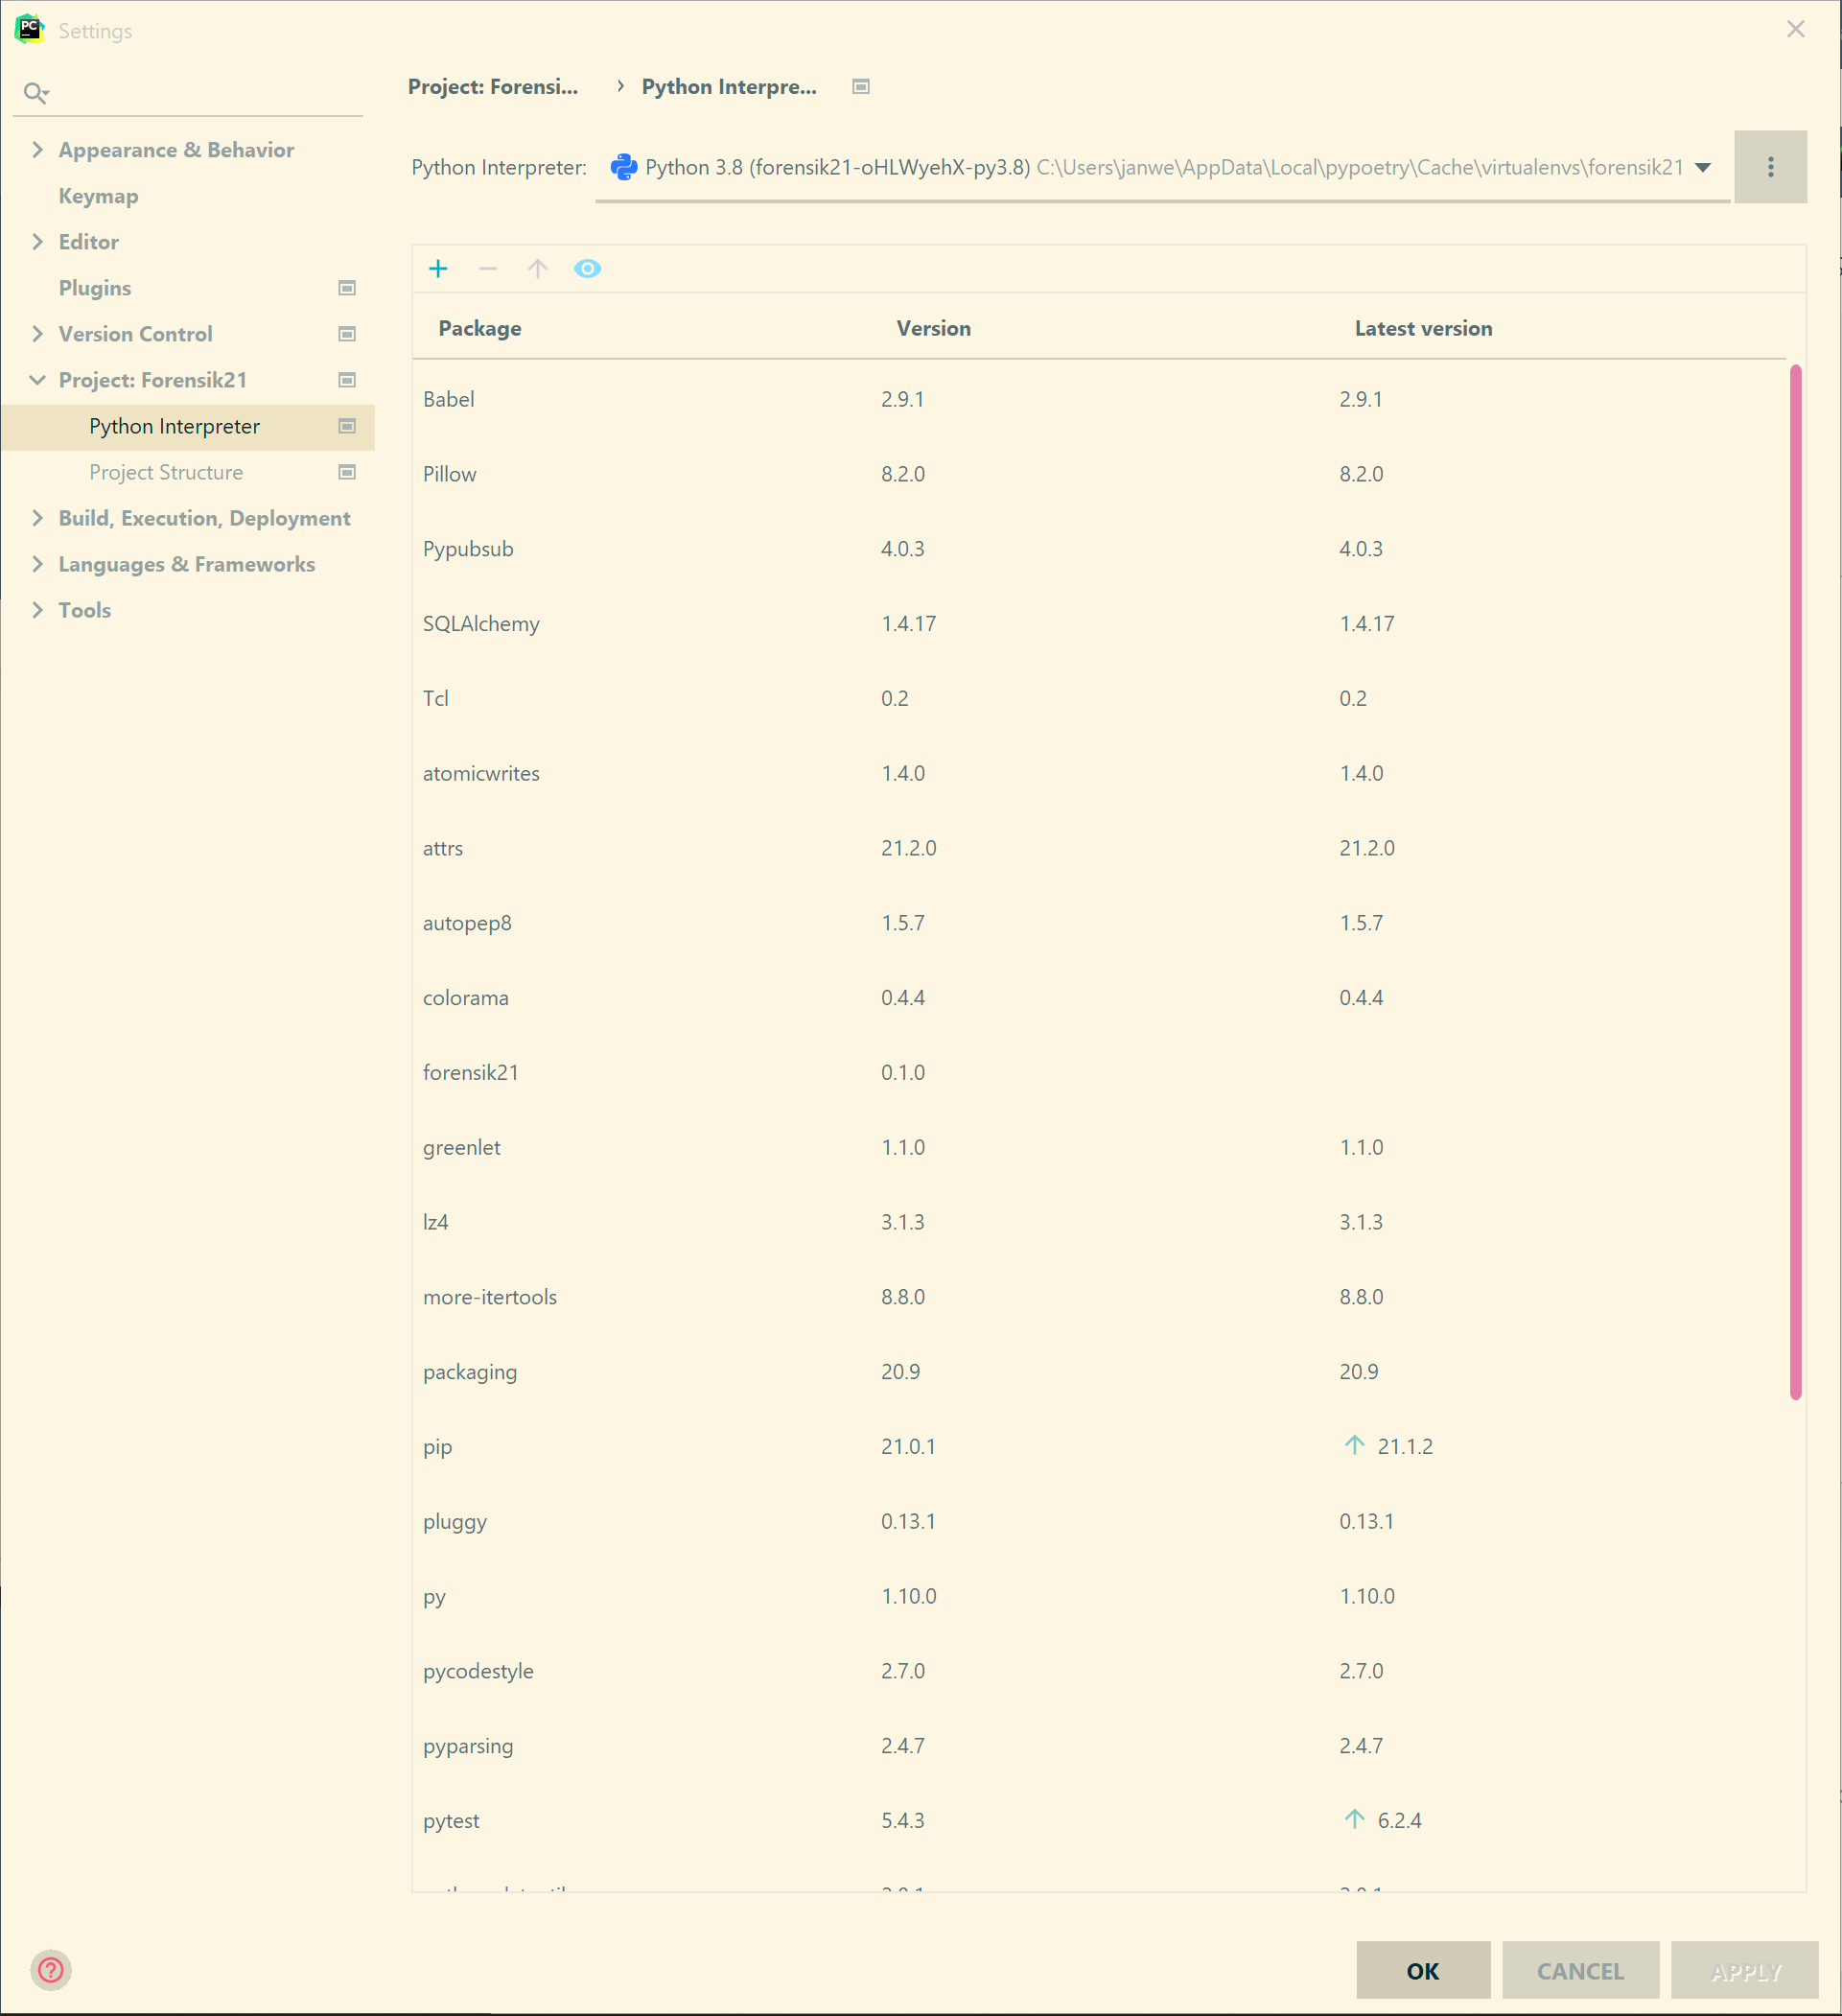 PC
Settings
Appearance & Behavior
Keymap
Editor
Plugins
Version Control
Project: Forensik21
Python Interpreter
Project Structure
Build, Execution, Deployment
Languages & Frameworks
Tools
Project: Forensi... › Python Interpre...
Python Interpreter: Python 3.8 (forensik21-oHLWyehX-py3.8) C:\Users\janwe\AppData\Local\pypoetry\Cache\virtualenvs\forensik21
Package Version Latest version
Babel 2.9.1 2.9.1
Pillow 8.2.0 8.2.0
Pypubsub 4.0.3 4.0.3
SQLAlchemy 1.4.17 1.4.17
Tcl 0.2 0.2
atomicwrites 1.4.0 1.4.0
attrs 21.2.0 21.2.0
autopep8 1.5.7 1.5.7
colorama 0.4.4 0.4.4
forensik21 0.1.0
greenlet 1.1.0 1.1.0
lz4 3.1.3 3.1.3
more-itertools 8.8.0 8.8.0
packaging 20.9 20.9
pip 21.0.1 21.1.2
pluggy 0.13.1 0.13.1
py 1.10.0 1.10.0
pycodestyle 2.7.0 2.7.0
pyparsing 2.4.7 2.4.7
pytest 5.4.3 6.2.4
OK CANCEL APPLY